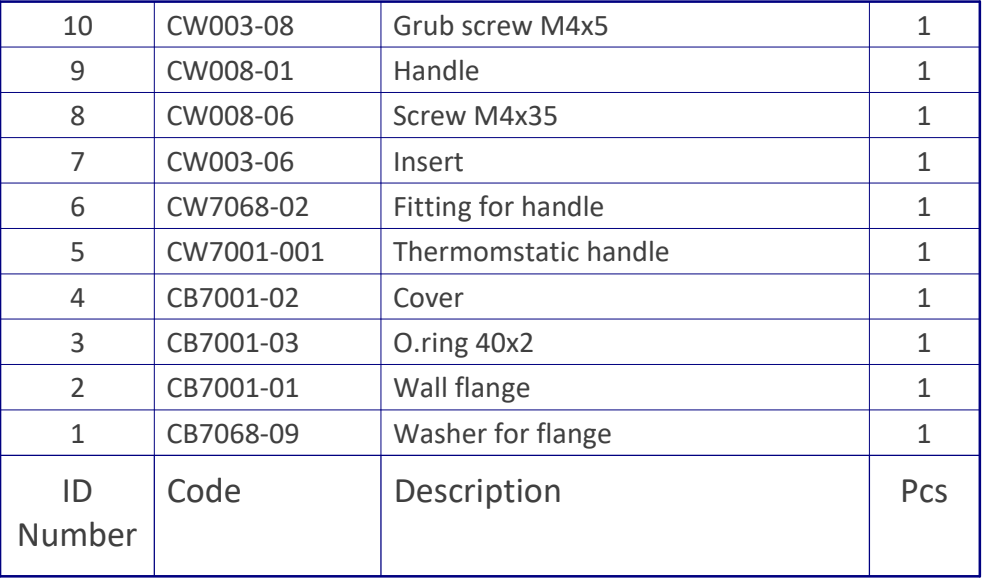 10 CW003-08 Grub screw M4x5 1
9 CW008-01 Handle 1
8 CW008-06 Screw M4x35 1
7 CW003-06 Insert 1
6 CW7068-02 Fitting for handle 1
5 CW7001-001 Thermomstatic handle 1
4 CB7001-02 Cover 1
3 CB7001-03 O.ring 40x2 1
2 CB7001-01 Wall flange 1
1 CB7068-09 Washer for flange 1
ID Code Description Pcs
Number